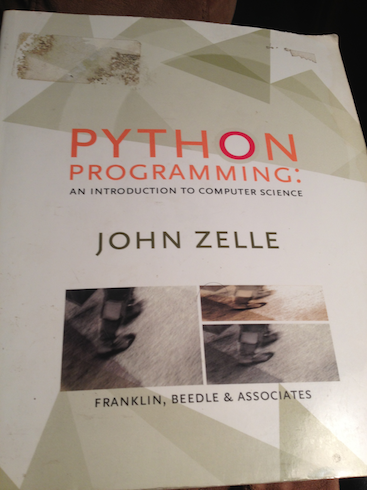 PYTHON
PROGRAMMING:
AN INTRODUCTION TO COMPUTER SCIENCE
JOHN ZELLE
FRANKLIN, BEEDLE & ASSOCIATES